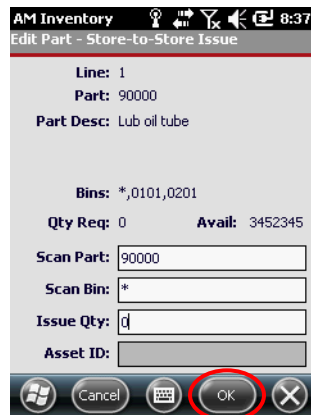 AM Inventory 8:37
Edit Part - Store-to-Store Issue
Line: 1
Part: 90000
Part Desc: Lub oil tube
Bins: *,0101,0201
Qty Req: 0 Avail: 3452345
Scan Part: 90000
Scan Bin: *
Issue Qty: 0
Asset ID:
Cancel OK